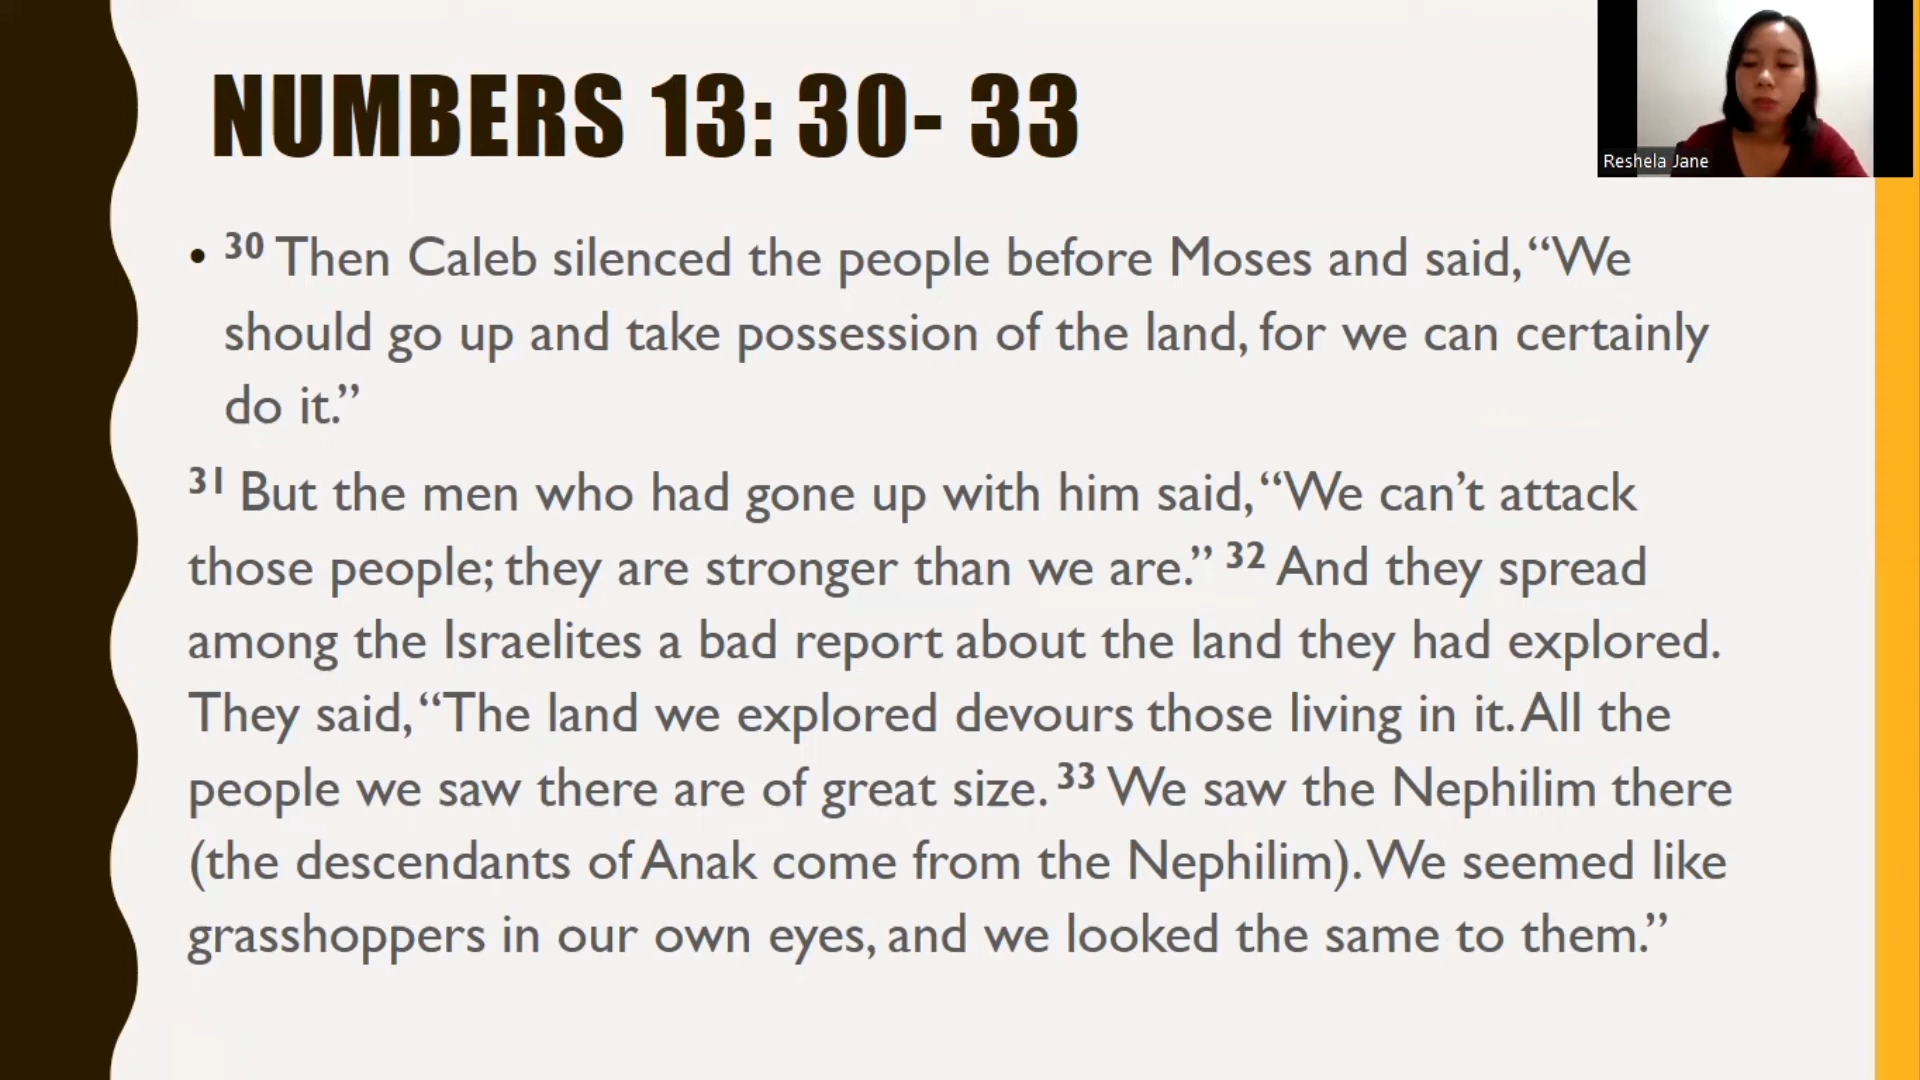 NUMBERS 13: 30- 33
Reshela Jane
• 30 Then Caleb silenced the people before Moses and said, “We
should go up and take possession of the land, for we can certainly
do it.”
31 But the men who had gone up with him said, “We can’t attack
those people; they are stronger than we are.” 32 And they spread
among the Israelites a bad report about the land they had explored.
They said, “The land we explored devours those living in it. All the
people we saw there are of great size. 33 We saw the Nephilim there
(the descendants of Anak come from the Nephilim). We seemed like
grasshoppers in our own eyes, and we looked the same to them.”